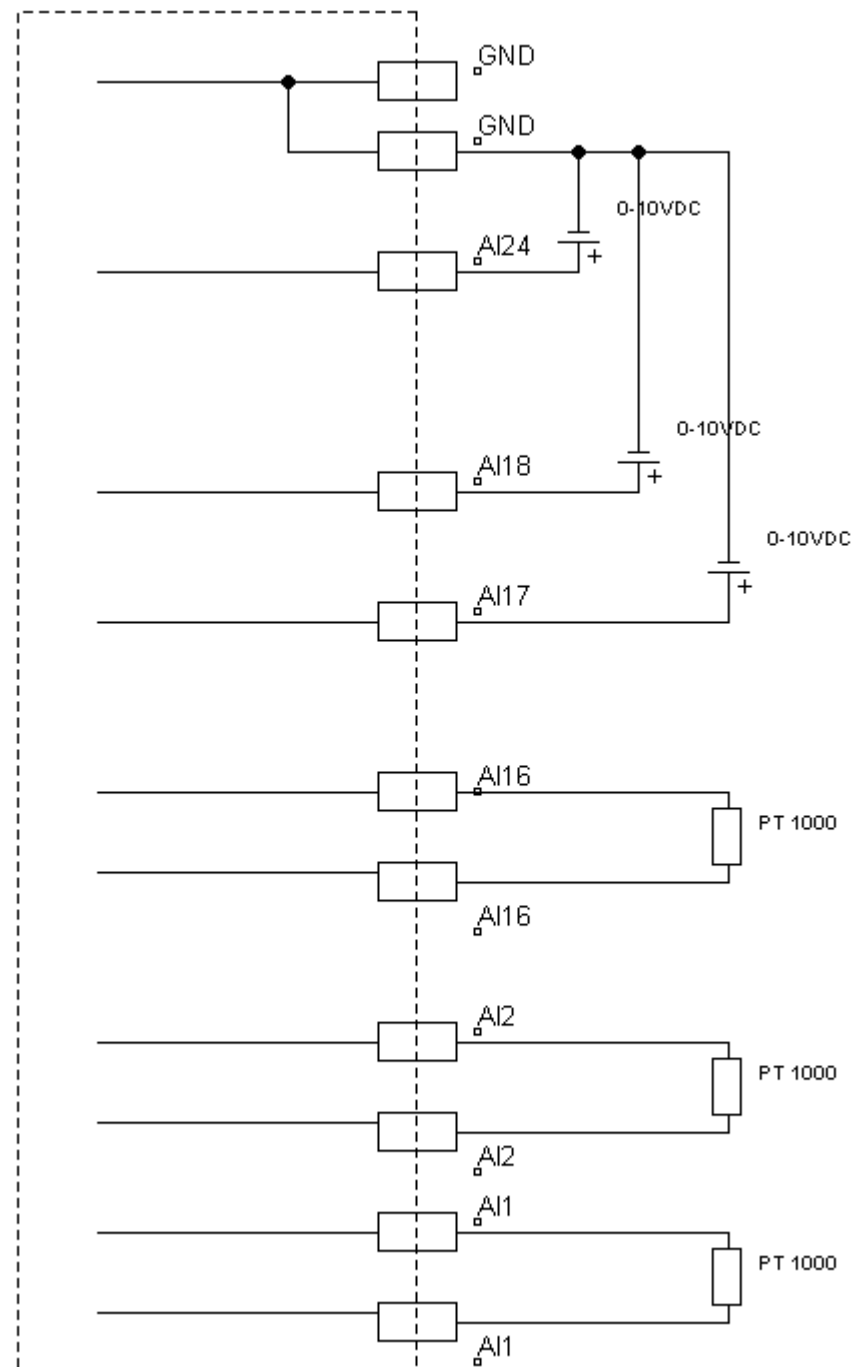 GND
GND
0-10VDC
+
AI24
0-10VDC
+
AI18
0-10VDC
+
AI17
AI16
PT 1000
AI16
AI2
PT 1000
AI2
AI1
PT 1000
AI1